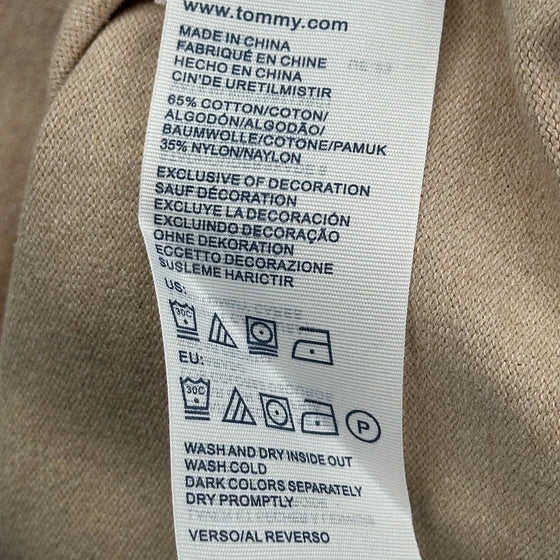 www.tommy.com
MADE IN CHINA
FABRIQUÉ EN CHINE
HECHO EN CHINA
CIN'DE URETILMISTIR
65% COTTON/COTON/
ALGODÓN/ALGODÃO/
BAUMWOLLE/COTONE/PAMUK
35% NYLON/NAYLON
EXCLUSIVE OF DECORATION
SAUF DÉCORATION
EXCLUYE LA DECORACIÓN
EXCLUINDO DECORAÇÃO
OHNE DEKORATION
ECCETTO DECORAZIONE
SUSLEME HARICTIR
US:
30C
EU:
30C P
WASH AND DRY INSIDE OUT
WASH COLD
DARK COLORS SEPARATELY
DRY PROMPTLY
VERSO/AL REVERSO